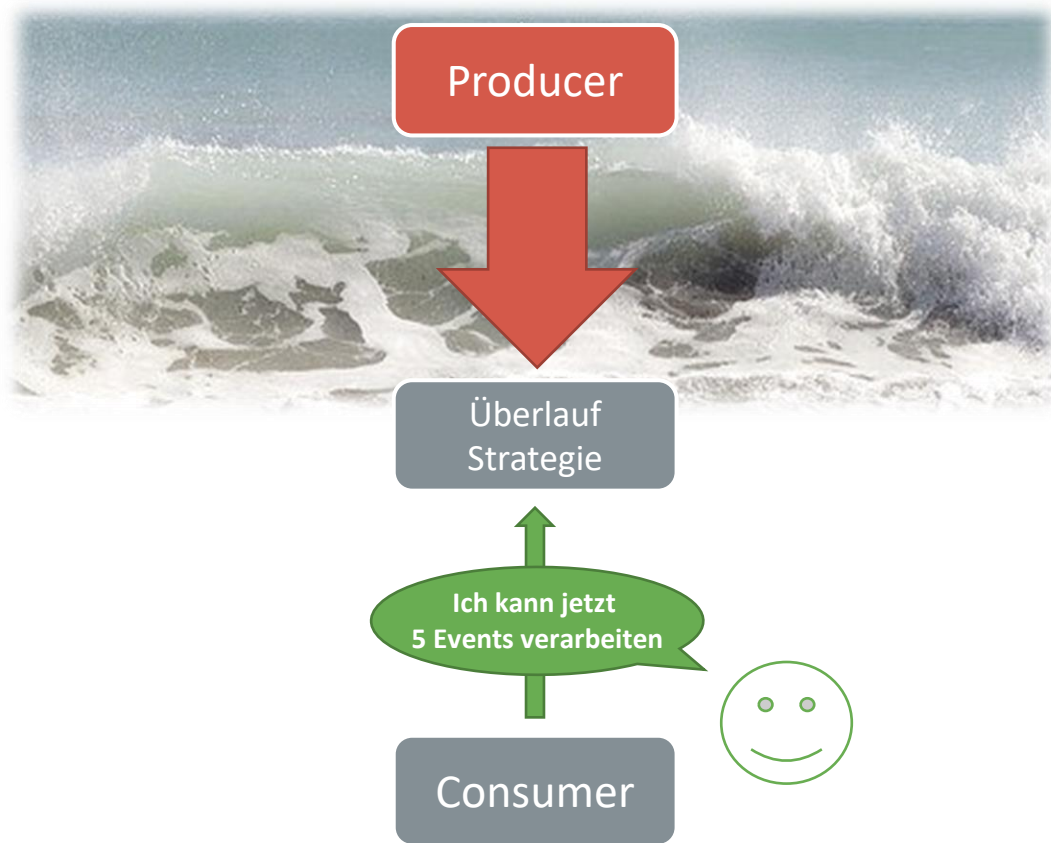 Producer
Überlauf
Strategie
Ich kann jetzt
5 Events verarbeiten
Consumer